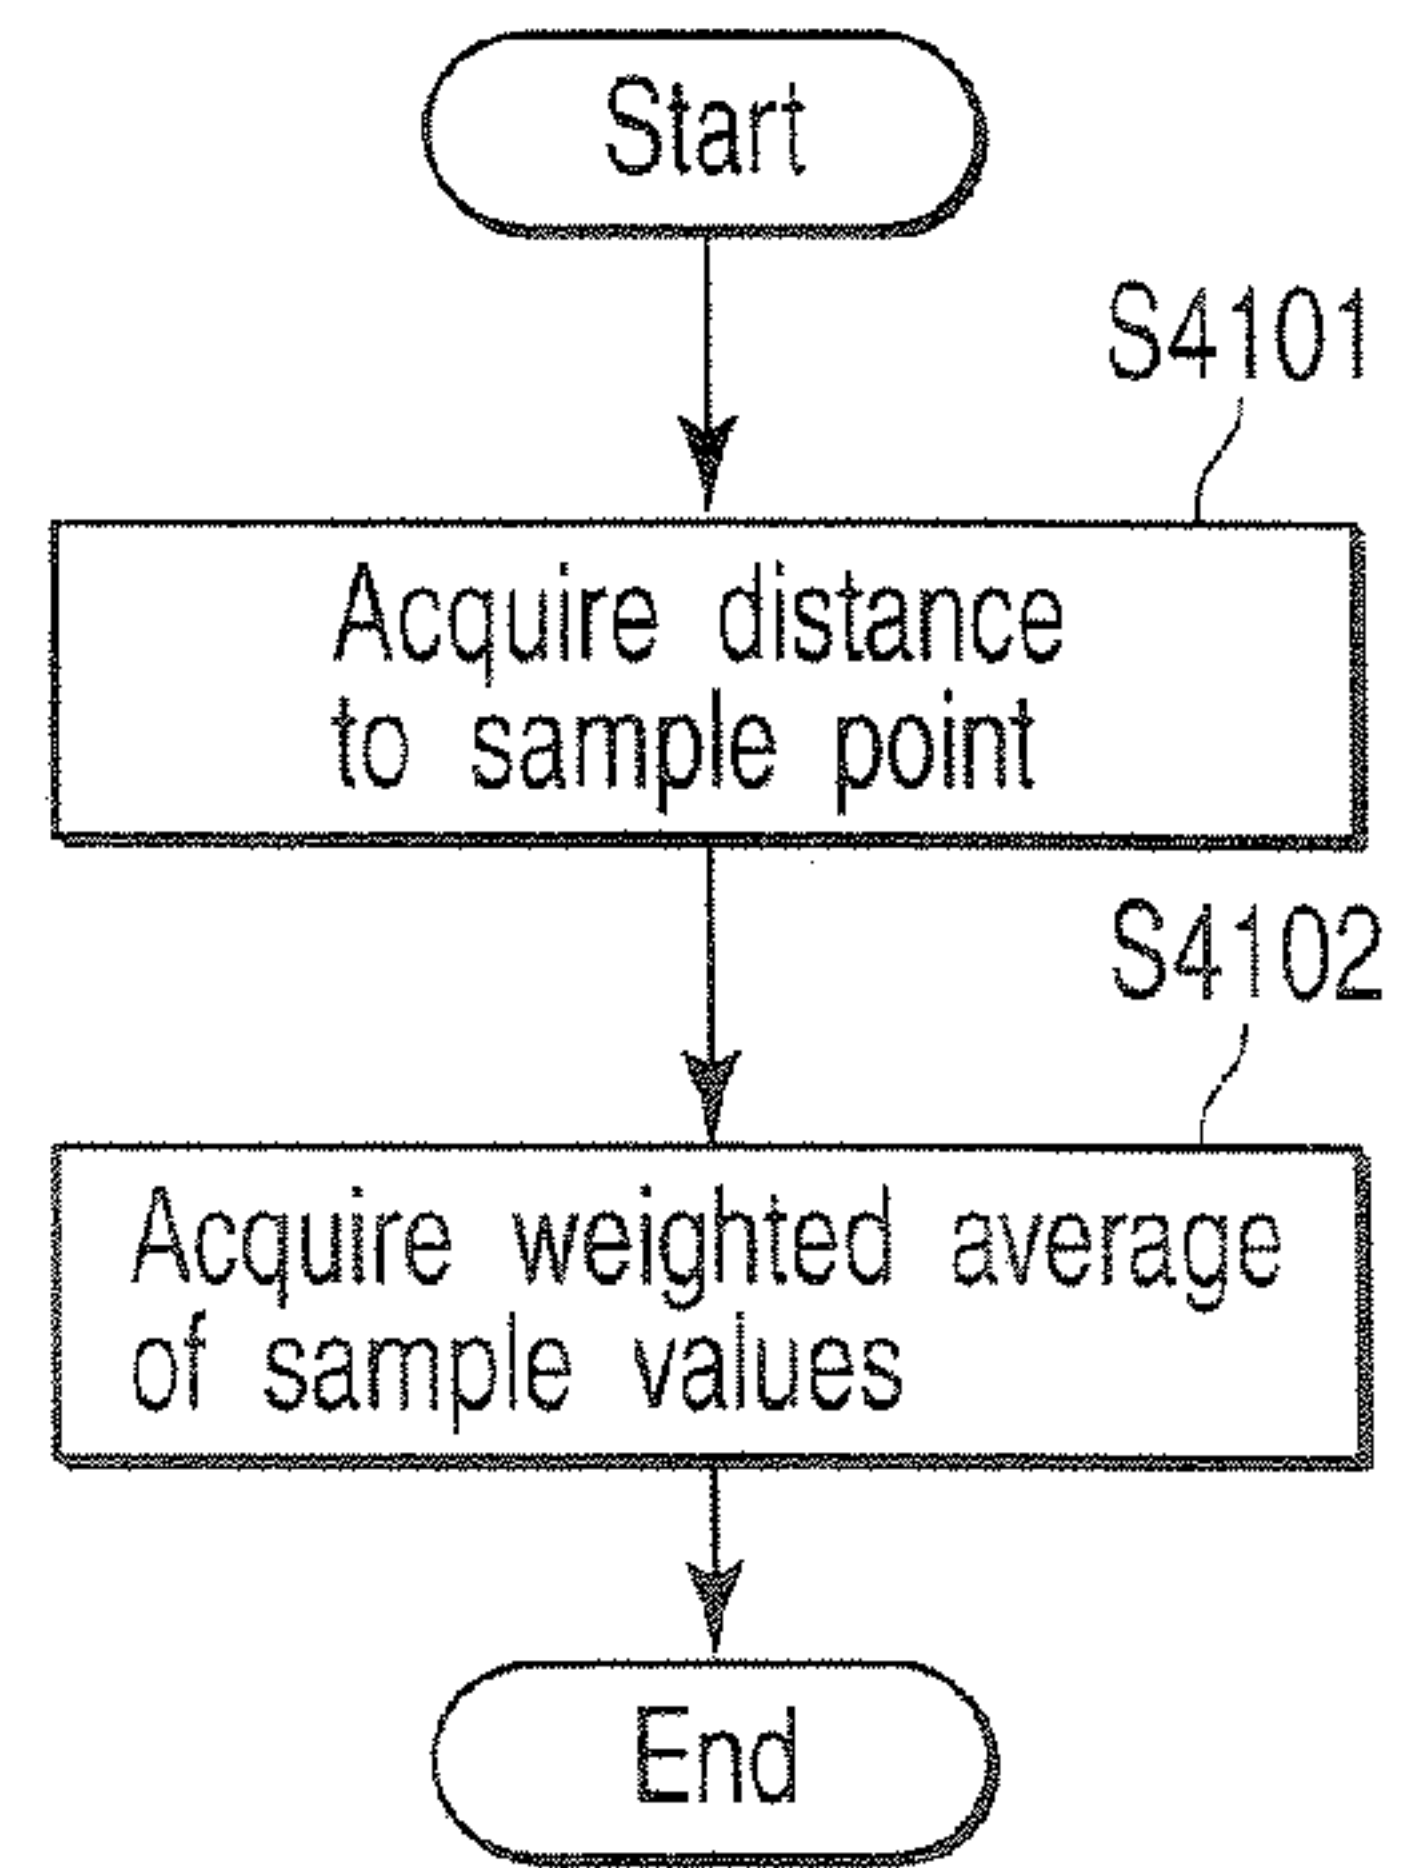 Start
S4101
Acquire distance
to sample point
S4102
Acquire weighted average
of sample values
End